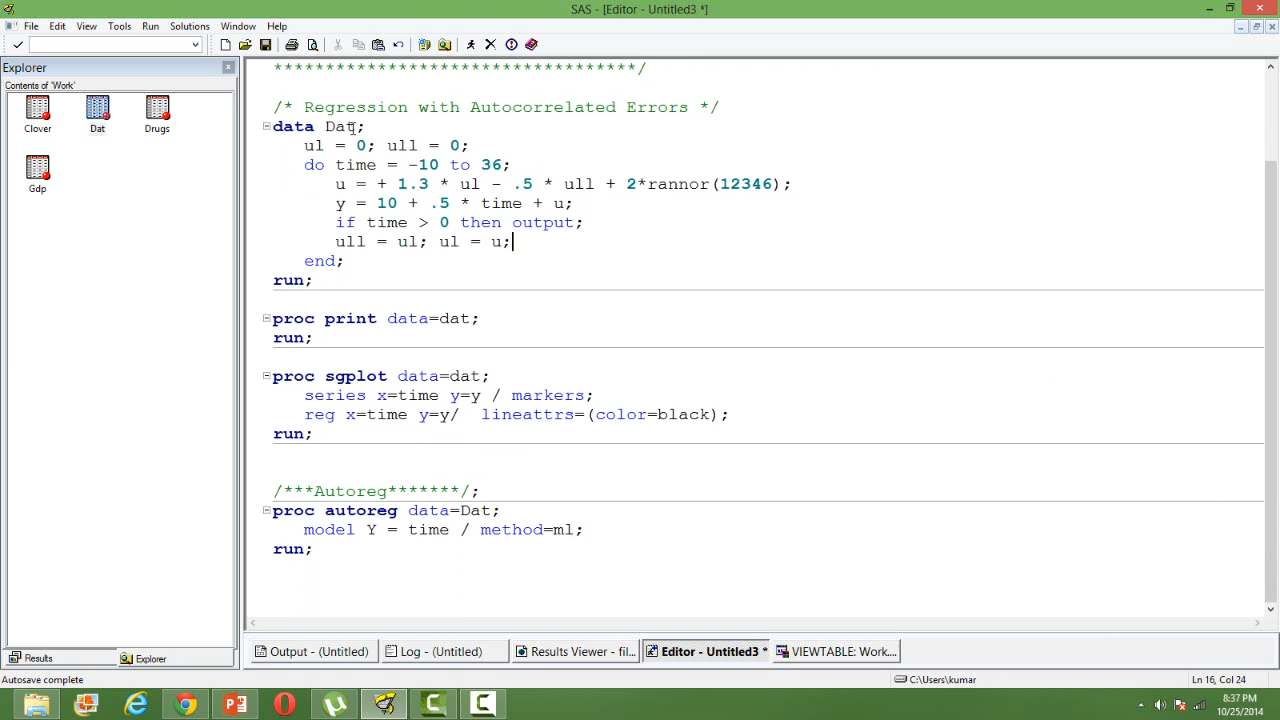 SAS - [Editor - Untitled3 *]
File Edit View Tools Run Solutions Window Help
Explorer
Contents of 'Work'
Clover Dat Drugs
Gdp
***********************************/
/* Regression with Autocorrelated Errors */
data Dat;
ul = 0; ull = 0;
do time = -10 to 36;
u = + 1.3 * ul - .5 * ull + 2*rannor(12346);
y = 10 + .5 * time + u;
if time > 0 then output;
ull = ul; ul = u;
end;
run;
proc print data=dat;
run;
proc sgplot data=dat;
series x=time y=y / markers;
reg x=time y=y/  lineattrs=(color=black);
run;
/***Autoreg*******/;
proc autoreg data=Dat;
model Y = time / method=ml;
run;
Results Explorer
Output - (Untitled) Log - (Untitled) Results Viewer - fil... Editor - Untitled3 * VIEWTABLE: Work....
Autosave complete C:\Users\kumar Ln 16, Col 24
8:37 PM
10/25/2014